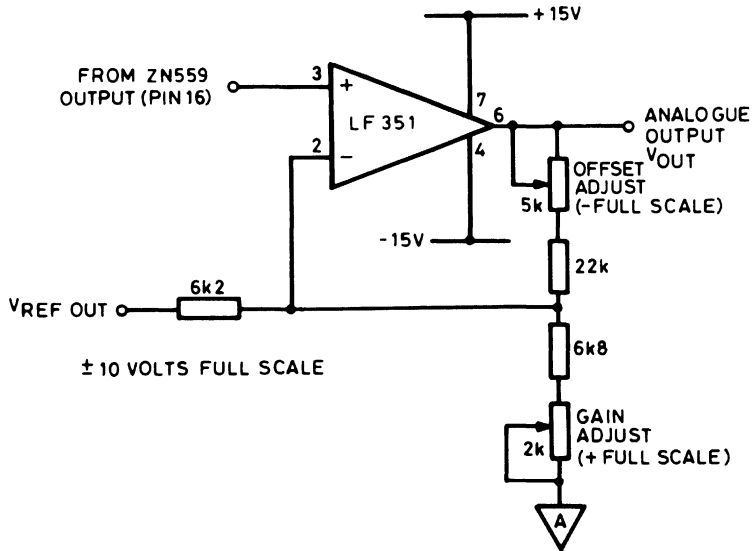 +15V
FROM ZN559
OUTPUT (PIN 16)
3
+
7
LF 351
6
ANALOGUE
OUTPUT
VOUT
2
−
4
OFFSET
ADJUST
(−FULL SCALE)
5k
-15V
22k
6k2
VREF OUT
6k8
± 10 VOLTS FULL SCALE
GAIN
ADJUST
(+ FULL SCALE)
2k
A